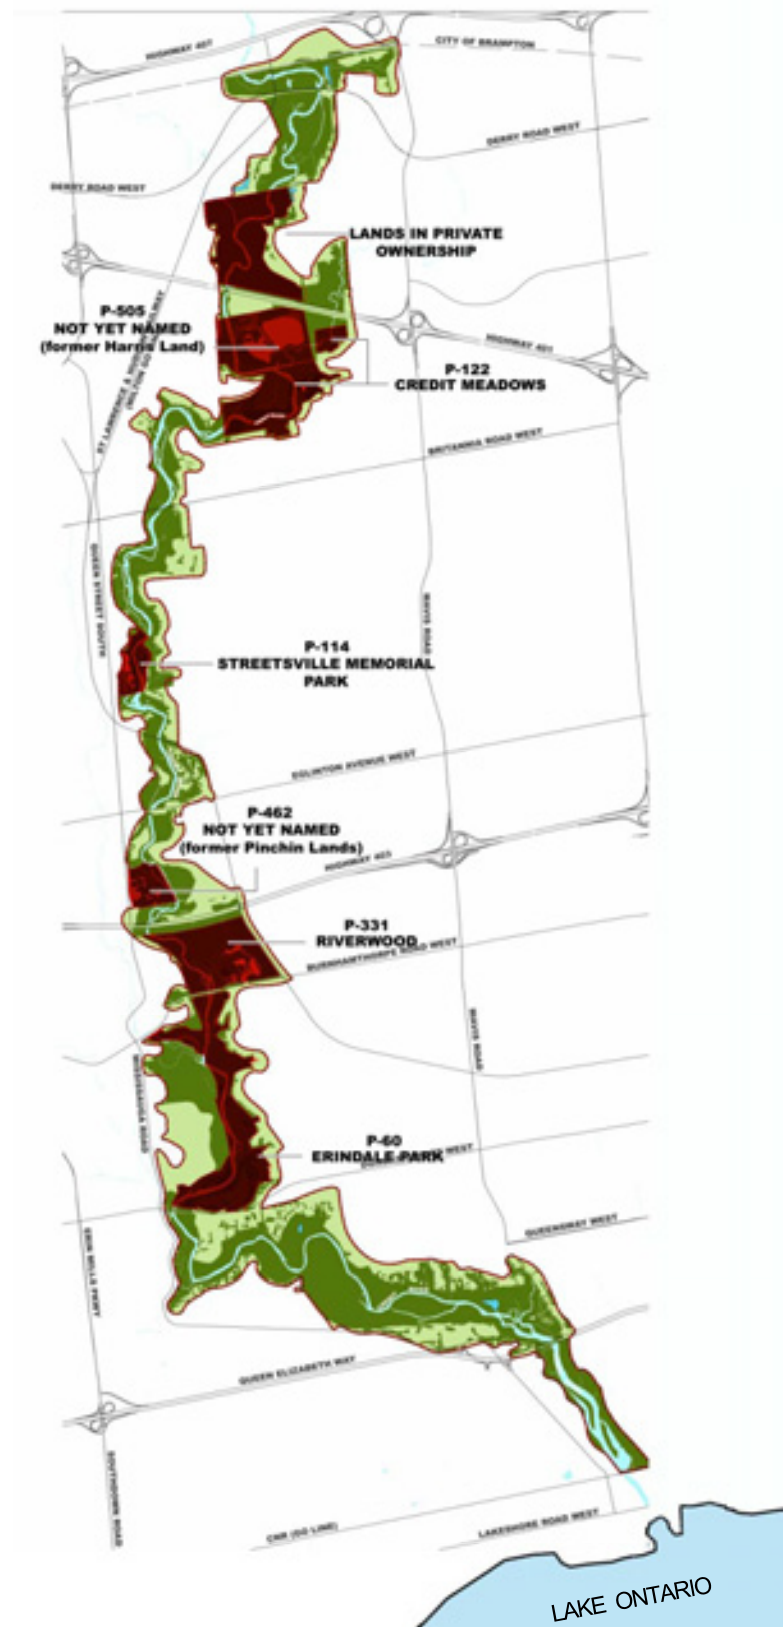 HIGHWAY 407
CITY OF BRAMPTON
DERRY ROAD WEST
DERRY ROAD WEST
LANDS IN PRIVATE
OWNERSHIP
P-505
NOT YET NAMED
(former Harris Land)
HIGHWAY 401
P-122
CREDIT MEADOWS
ST LAWRENCE &
BRITANNIA ROAD WEST
QUEEN STREET SOUTH
MAVIS ROAD
P-114
STREETSVILLE MEMORIAL
PARK
EGLINTON AVENUE WEST
P-462
NOT YET NAMED
(former Pinchin Lands)
HIGHWAY 403
P-331
RIVERWOOD
BURNHAMTHORPE ROAD WEST
MAVIS ROAD
MISSISSAUGA ROAD
P-60
ERINDALE PARK
WEST
QUEENSWAY WEST
ERIN MILLS PKWY
QUEEN ELIZABETH WAY
SOUTHDOWN ROAD
CNR (GO LINE)
LAKESHORE ROAD WEST
LAKE ONTARIO